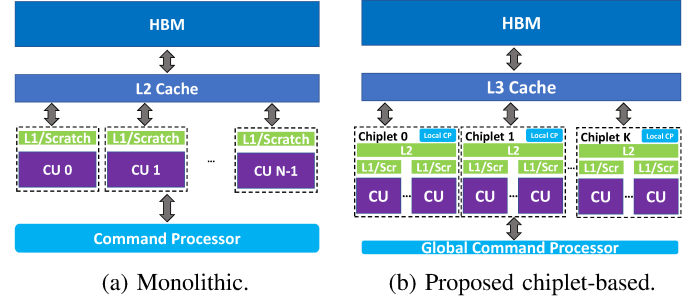 HBM
L2 Cache
L1/Scratch
L1/Scratch
L1/Scratch
CU 0
CU 1
...
CU N-1
Command Processor
(a) Monolithic.
HBM
L3 Cache
Chiplet 0
Local CP
Chiplet 1
Local CP
Chiplet K
Local CP
L2
L2
L2
L1/Scr
L1/Scr
L1/Scr
L1/Scr
...
L1/Scr
L1/Scr
CU
...
CU
CU
...
CU
CU
...
CU
Global Command Processor
(b) Proposed chiplet-based.